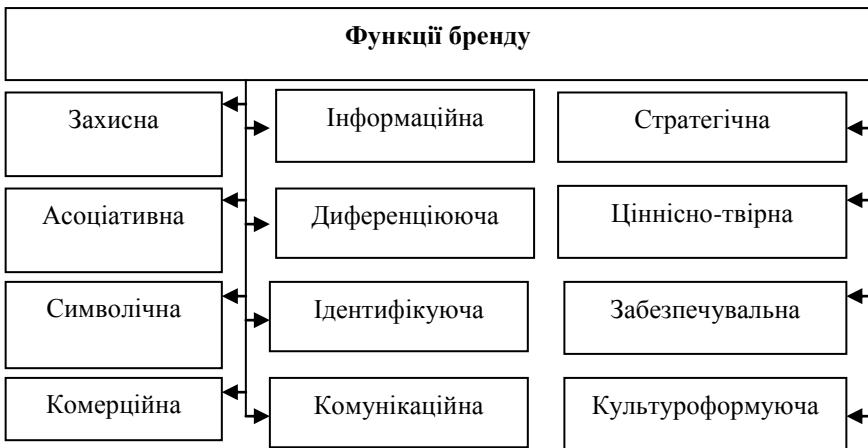 Функції бренду
Захисна
Інформаційна
Стратегічна
Асоціативна
Диференціююча
Ціннісно-твірна
Символічна
Ідентифікуюча
Забезпечувальна
Комерційна
Комунікаційна
Культуроформуюча